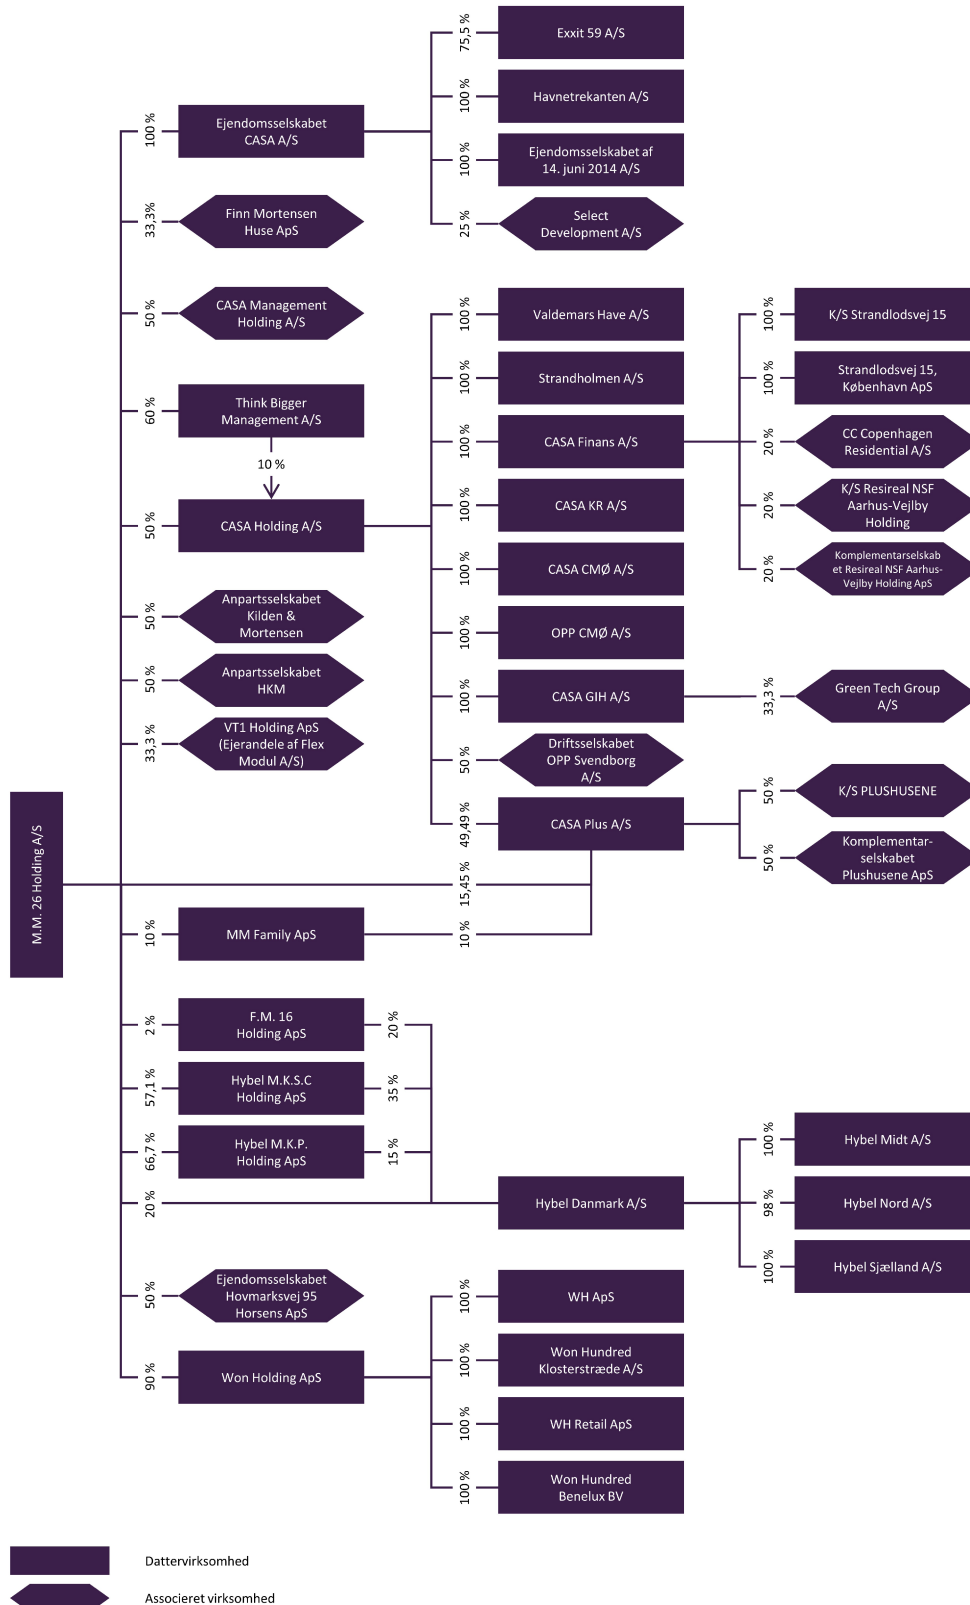 75,5 %
Exxit 59 A/S
100 %
Havnetrekanten A/S
100 %
Ejendomsselskabet
CASA A/S
100 %
Ejendomsselskabet af
14. juni 2014 A/S
33,3%
Finn Mortensen
Huse ApS
25 %
Select
Development A/S
50 %
CASA Management
Holding A/S
100 %
Valdemars Have A/S
100 %
K/S Strandlodsvej 15
100 %
Strandholmen A/S
100 %
Strandlodsvej 15,
København ApS
60 %
Think Bigger
Management A/S
100 %
CASA Finans A/S
20 %
CC Copenhagen
Residential A/S
10 %
100 %
CASA KR A/S
20 %
K/S Resireal NSF
Aarhus-Vejlby
Holding
50 %
CASA Holding A/S
100 %
CASA CMØ A/S
20 %
Komplementarselskab
et Resireal NSF Aarhus-
Vejlby Holding ApS
50 %
Anpartsselskabet
Kilden &
Mortensen
100 %
OPP CMØ A/S
50 %
Anpartsselskabet
HKM
100 %
CASA GIH A/S
33,3 %
Green Tech Group
A/S
33,3 %
VT1 Holding ApS
(Ejerandele af Flex
Modul A/S)
50 %
Driftsselskabet
OPP Svendborg
A/S
49,49 %
CASA Plus A/S
50 %
K/S PLUSHUSENE
50 %
Komplementar-
selskabet
Plushusene ApS
M.M. 26 Holding A/S
15,45 %
10 %
MM Family ApS
10 %
2 %
F.M. 16
Holding ApS
20 %
57,1 %
Hybel M.K.S.C
Holding ApS
35 %
66,7 %
Hybel M.K.P.
Holding ApS
15 %
100 %
Hybel Midt A/S
20 %
Hybel Danmark A/S
98 %
Hybel Nord A/S
100 %
Hybel Sjælland A/S
50 %
Ejendomsselskabet
Hovmarksvej 95
Horsens ApS
100 %
WH ApS
90 %
Won Holding ApS
100 %
Won Hundred
Klosterstræde A/S
100 %
WH Retail ApS
100 %
Won Hundred
Benelux BV
Dattervirksomhed
Associeret virksomhed